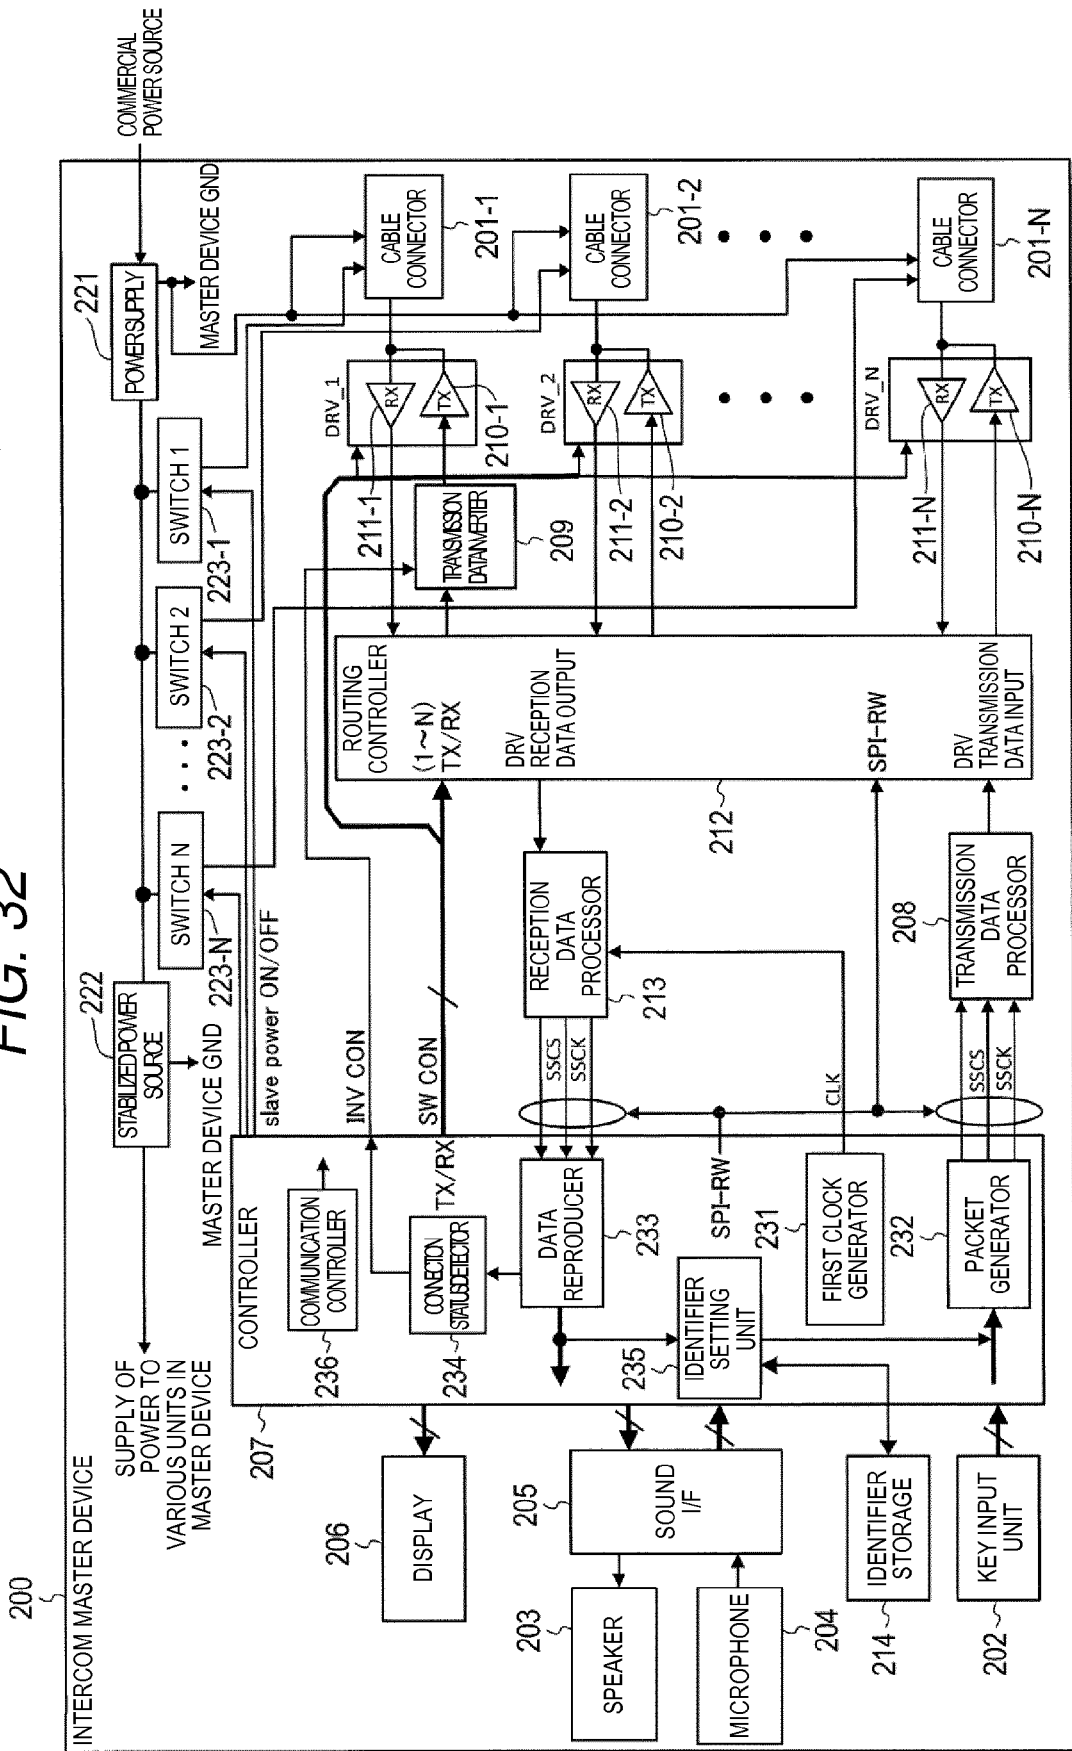 FIG. 32
200
INTERCOM MASTER DEVICE
SUPPLY OF
POWER TO
VARIOUS UNITS IN
MASTER DEVICE
222
STABILIZED POWER
SOURCE
MASTER DEVICE GND
SWITCH N
223-N
SWITCH 2
223-2
SWITCH 1
223-1
221
POWER SUPPLY
MASTER DEVICE GND
COMMERCIAL
POWER SOURCE
slave power ON/OFF
207
CONTROLLER
COMMUNICATION
CONTROLLER
236
INV CON
CONNECTION
STATUS DETECTOR
234
TX/RX
SW CON
DATA
REPRODUCER
233
235
IDENTIFIER
SETTING
UNIT
SPI-RW
231
FIRST CLOCK
GENERATOR
CLK
232
PACKET
GENERATOR
206
DISPLAY
205
SOUND
I/F
203
SPEAKER
MICROPHONE
204
IDENTIFIER
STORAGE
214
KEY INPUT
UNIT
202
SSCS
SSCK
RECEPTION
DATA
PROCESSOR
213
SSCS
SSCK
208
TRANSMISSION
DATA
PROCESSOR
ROUTING
CONTROLLER
(1~N)
TX/RX
DRV
RECEPTION
DATA OUTPUT
SPI-RW
DRV
TRANSMISSION
DATA INPUT
212
TRANSMISSION
DATA INVERTER
209
DRV_1
RX
TX
211-1
210-1
CABLE
CONNECTOR
201-1
DRV_2
RX
TX
211-2
210-2
CABLE
CONNECTOR
201-2
DRV_N
RX
TX
211-N
210-N
CABLE
CONNECTOR
201-N